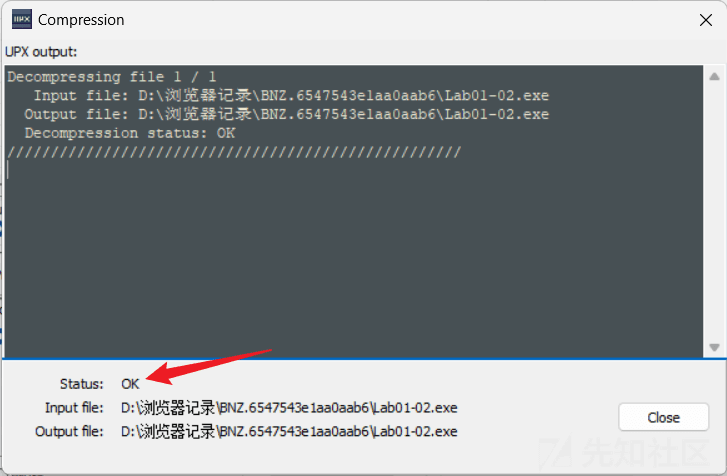 UPX Compression
UPX output:
Decompressing file 1 / 1
Input file: D:\浏览器记录\BNZ.6547543e1aa0aab6\Lab01-02.exe
Output file: D:\浏览器记录\BNZ.6547543e1aa0aab6\Lab01-02.exe
Decompression status: OK
////////////////////////////////////////////////////
Status: OK
Input file: D:\浏览器记录\BNZ.6547543e1aa0aab6\Lab01-02.exe
Output file: D:\浏览器记录\BNZ.6547543e1aa0aab6\Lab01-02.exe
Close
先知社区